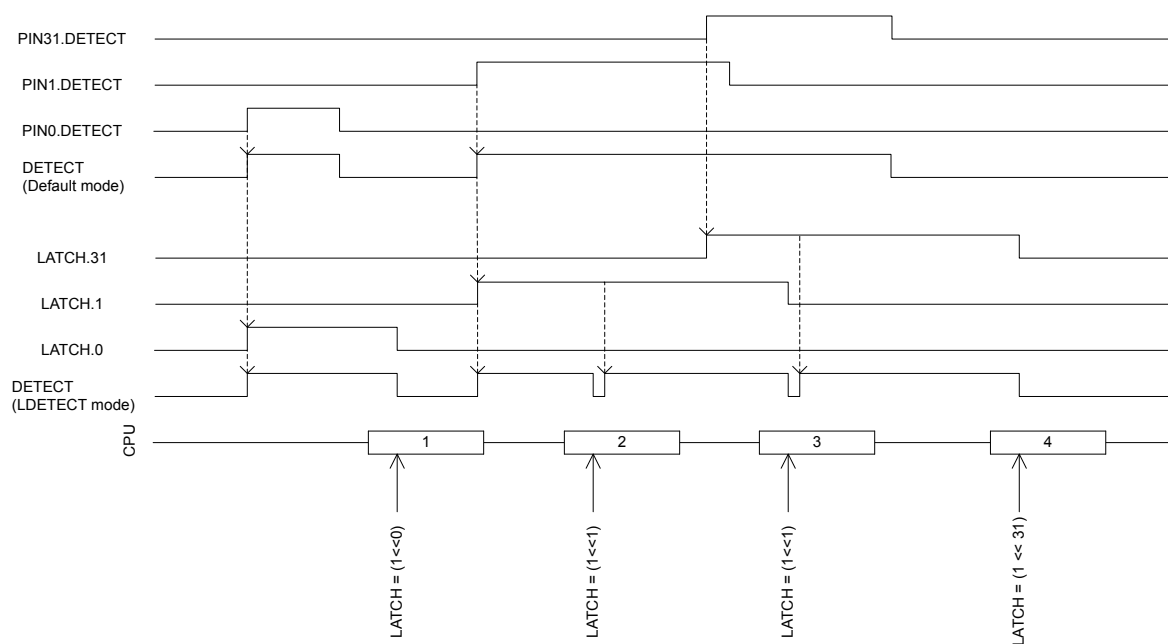 PIN31.DETECT
PIN1.DETECT
PIN0.DETECT
DETECT
(Default mode)
LATCH.31
LATCH.1
LATCH.0
DETECT
(LDETECT mode)
CPU
1
2
3
4
LATCH = (1<<0)
LATCH = (1<<1)
LATCH = (1<<1)
LATCH = (1 << 31)